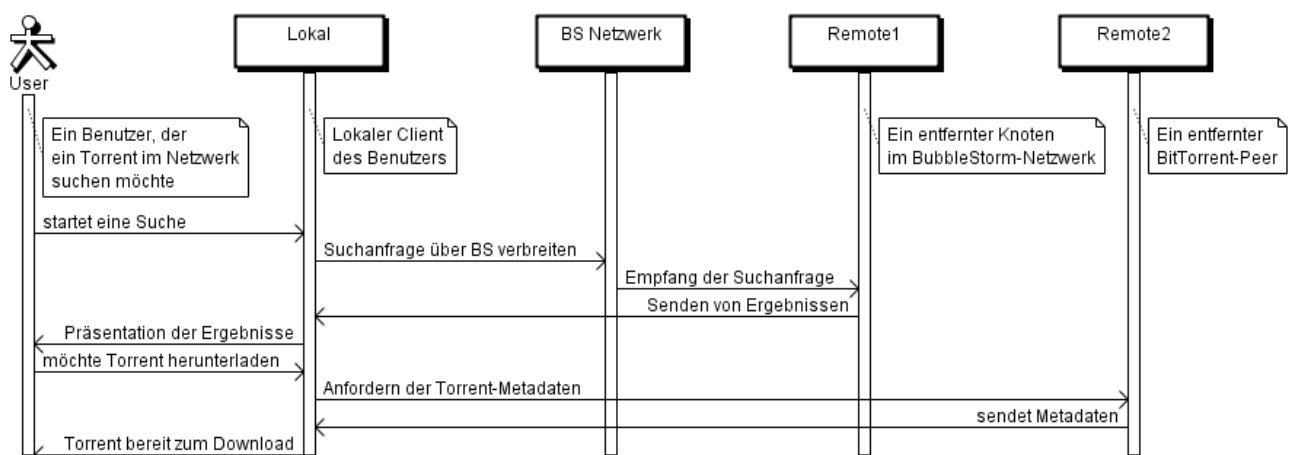 Lokal
BS Netzwerk
Remote1
Remote2
User
Ein Benutzer, der
ein Torrent im Netzwerk
suchen möchte
Lokaler Client
des Benutzers
Ein entfernter Knoten
im BubbleStorm-Netzwerk
Ein entfernter
BitTorrent-Peer
startet eine Suche
Suchanfrage über BS verbreiten
Empfang der Suchanfrage
Senden von Ergebnissen
Präsentation der Ergebnisse
möchte Torrent herunterladen
Anfordern der Torrent-Metadaten
sendet Metadaten
Torrent bereit zum Download